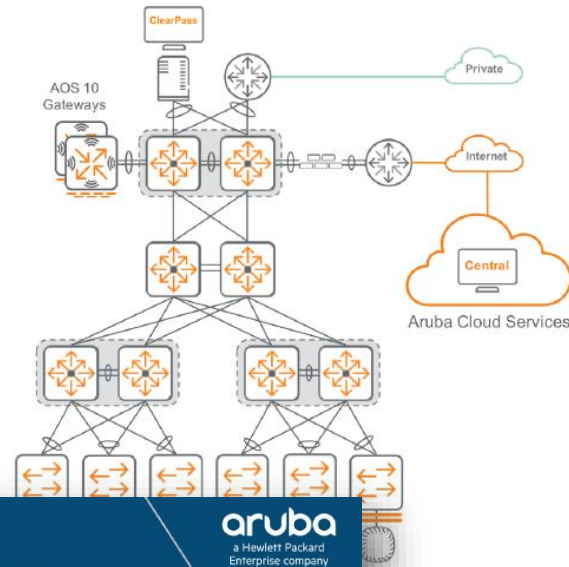 ClearPass
AOS 10
Gateways
Private
Internet
Central
Aruba Cloud Services
aruba
a Hewlett Packard
Enterprise company